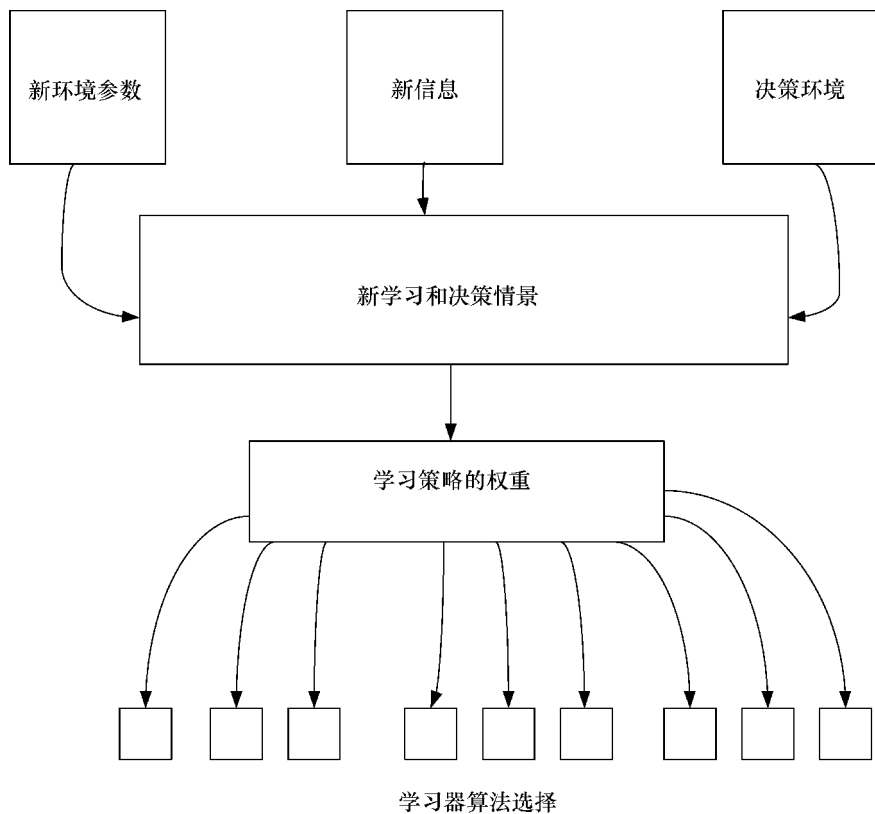 新环境参数
新信息
决策环境
新学习和决策情景
学习策略的权重
学习器算法选择